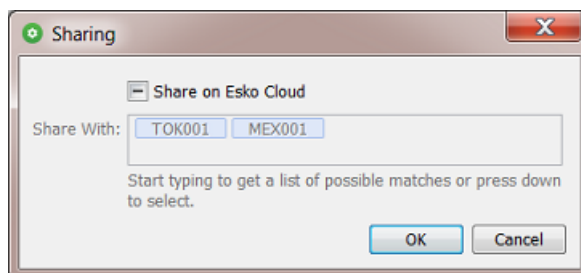 Sharing
Share on Esko Cloud
Share With: TOK001 MEX001
Start typing to get a list of possible matches or press down
to select.
OK Cancel